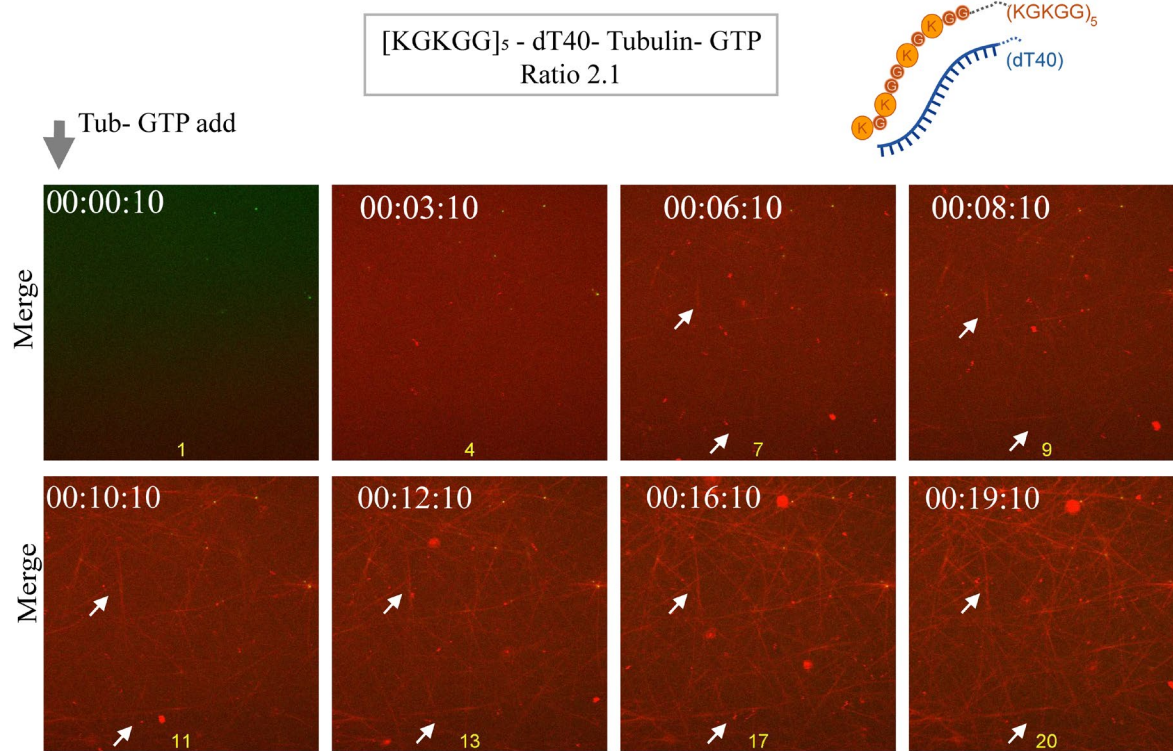 [KGKGG]₅ - dT40- Tubulin- GTP
Ratio 2.1
K G K G G K G K G G
(KGKGG)₅
(dT40)
Tub- GTP add
Merge
00:00:10
00:03:10
00:06:10
00:08:10
1
4
7
9
Merge
00:10:10
00:12:10
00:16:10
00:19:10
11
13
17
20